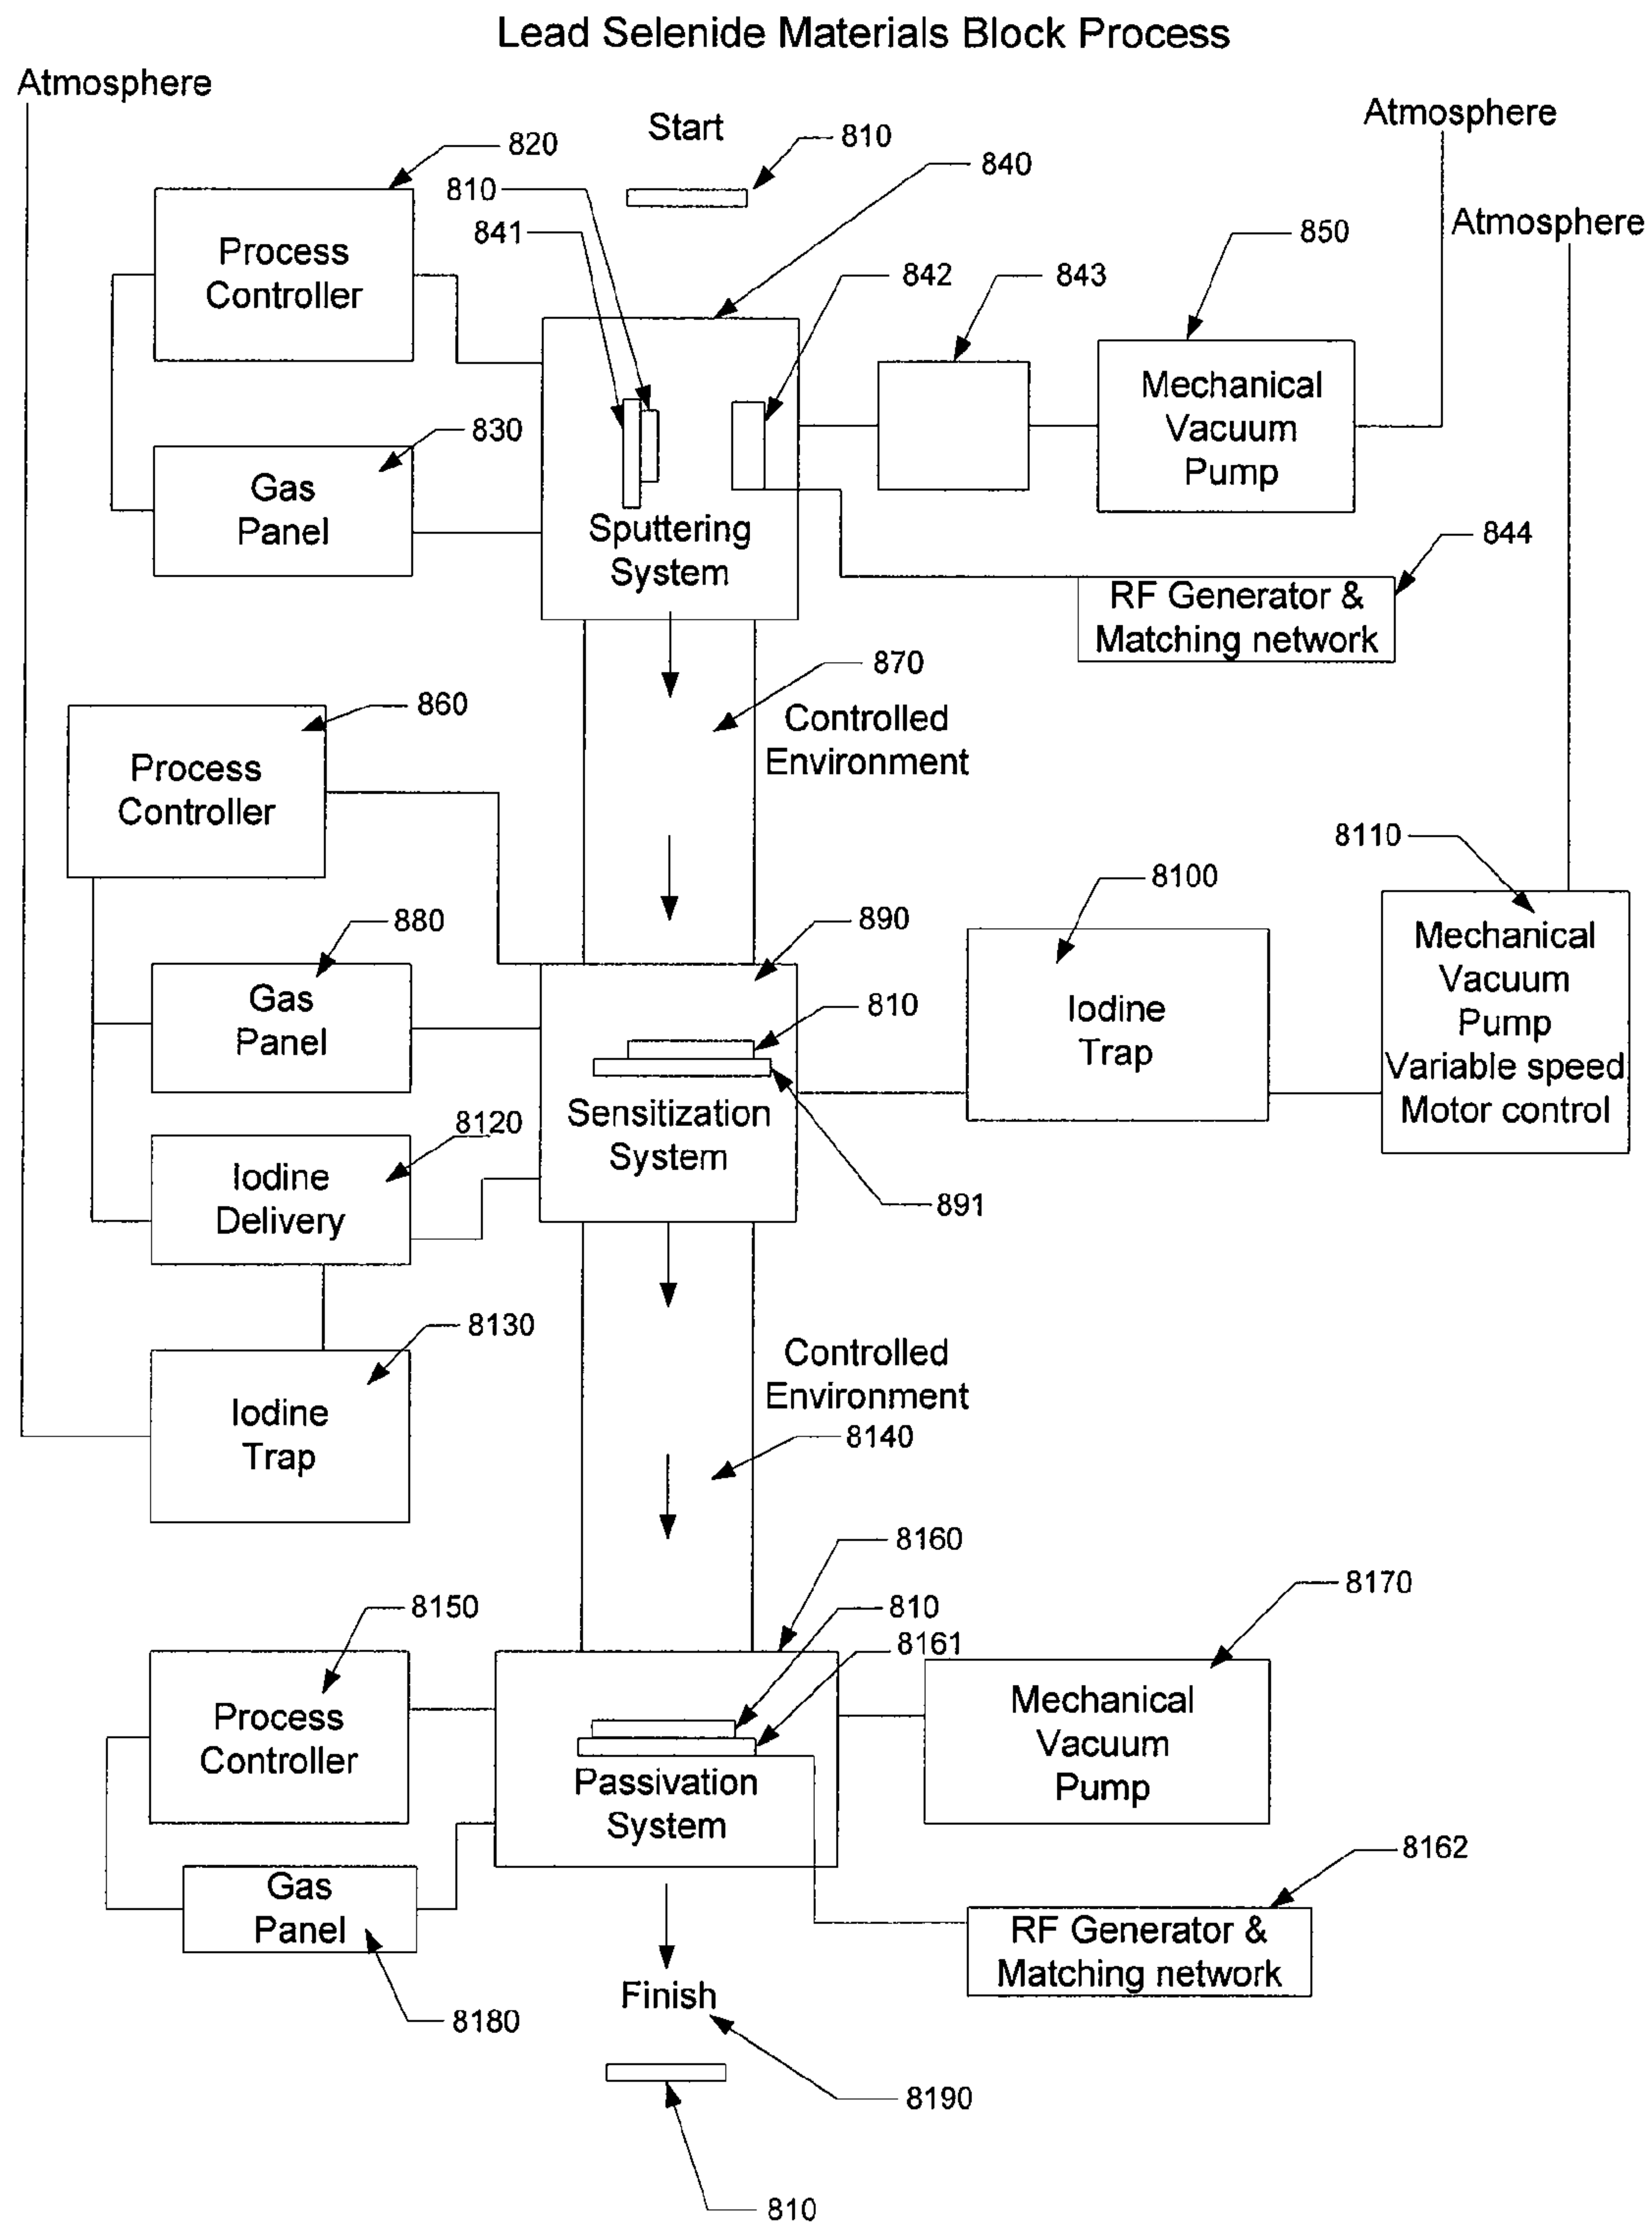 Lead Selenide Materials Block Process
Atmosphere
Atmosphere
Start
810
820
840
810
Atmosphere
841
850
Process
Controller
842
843
Mechanical
Vacuum
Pump
830
Gas
Panel
Sputtering
System
844
RF Generator &
Matching network
870
860
Controlled
Environment
Process
Controller
8110
8100
880
890
Mechanical
Vacuum
Pump
Variable speed
Motor control
Gas
Panel
810
Iodine
Trap
Sensitization
System
8120
Iodine
Delivery
891
8130
Controlled
Environment
Iodine
Trap
8140
8160
8170
8150
810
8161
Process
Controller
Mechanical
Vacuum
Pump
Passivation
System
8162
Gas
Panel
RF Generator &
Matching network
Finish
8180
8190
810